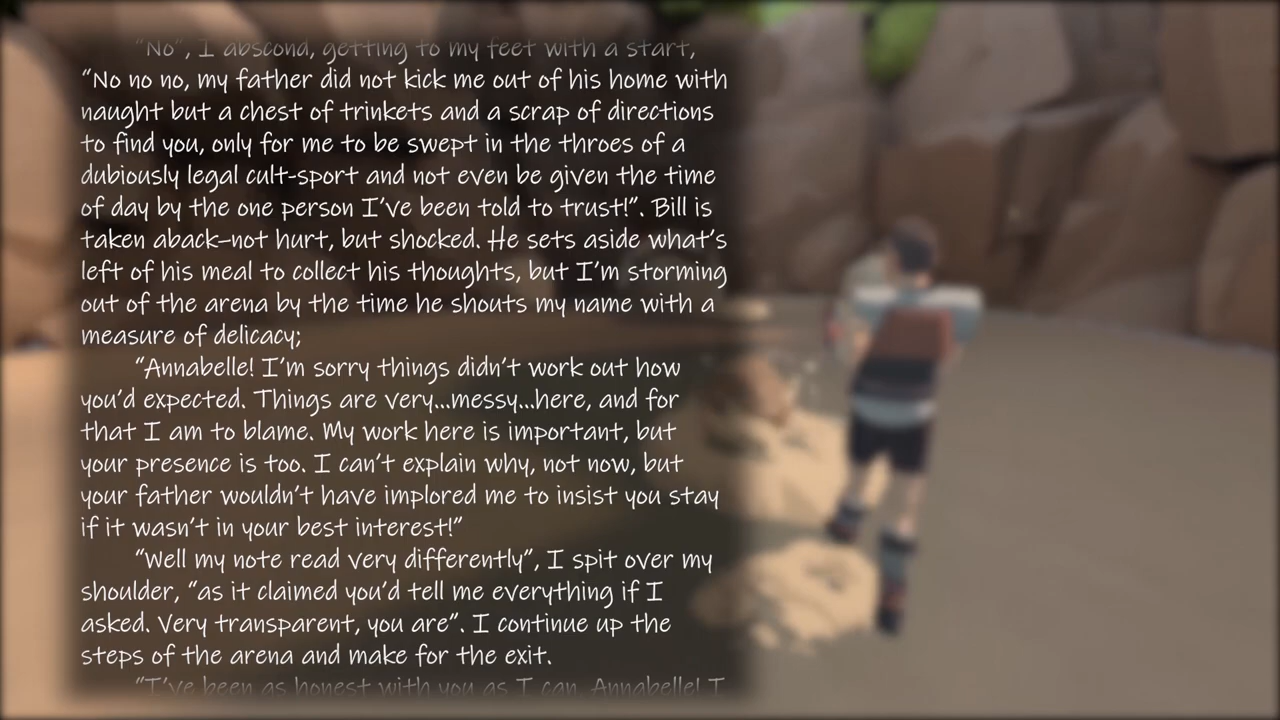 "No", I abscond, getting to my feet with a start,
"No no no, my father did not kick me out of his home with
naught but a chest of trinkets and a scrap of directions
to find you, only for me to be swept in the throes of a
dubiously legal cult-sport and not even be given the time
of day by the one person I've been told to trust!". Bill is
taken aback—not hurt, but shocked. He sets aside what's
left of his meal to collect his thoughts, but I'm storming
out of the arena by the time he shouts my name with a
measure of delicacy;
"Annabelle! I'm sorry things didn't work out how
you'd expected. Things are very...messy...here, and for
that I am to blame. My work here is important, but
your presence is too. I can't explain why, not now, but
your father wouldn't have implored me to insist you stay
if it wasn't in your best interest!"
"Well my note read very differently", I spit over my
shoulder, "as it claimed you'd tell me everything if I
asked. Very transparent, you are". I continue up the
steps of the arena and make for the exit.
"I've been as honest with you as I can, Annabelle! I